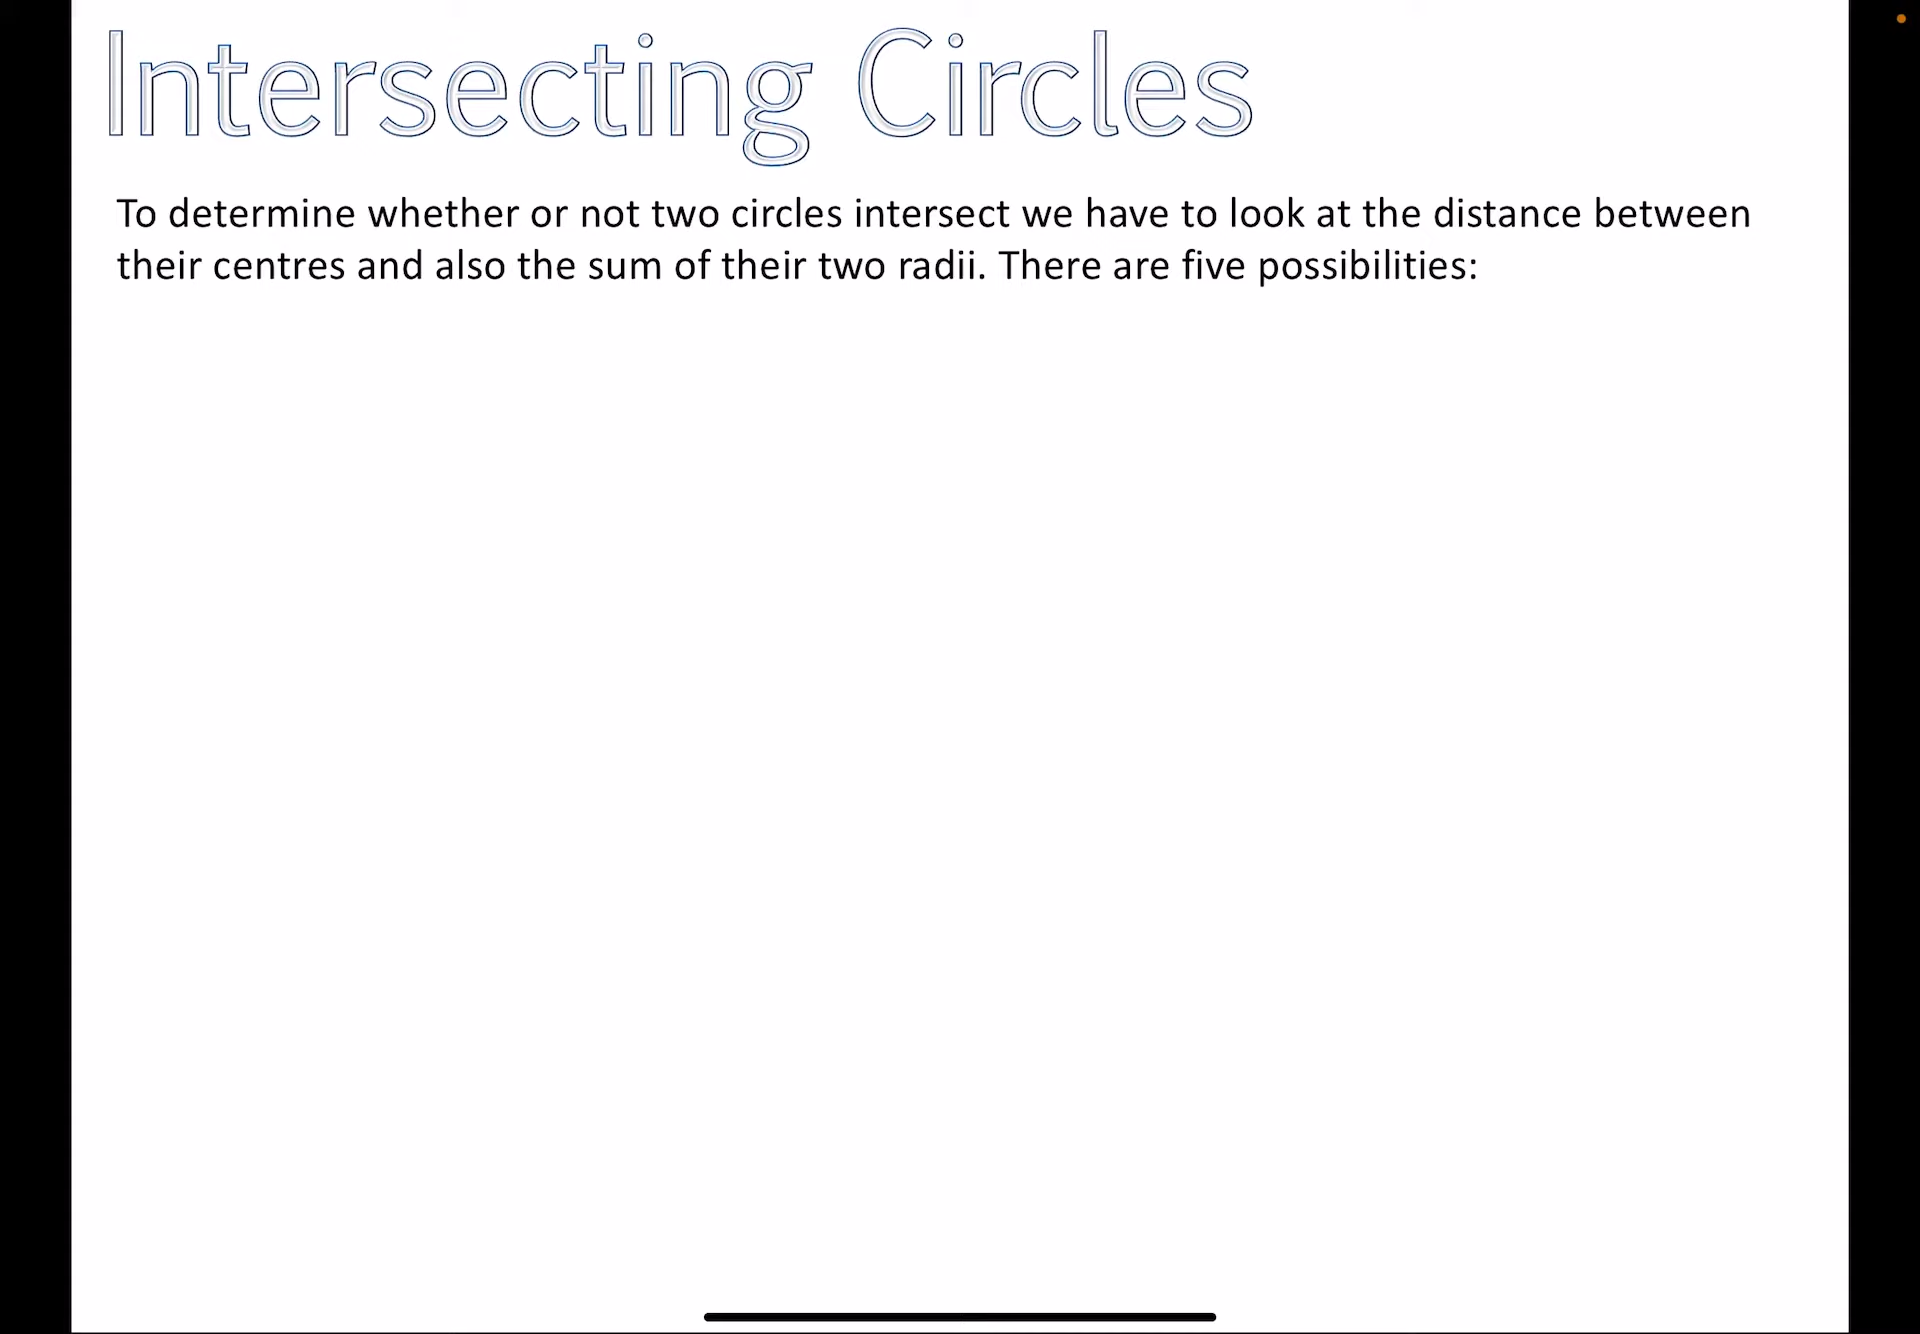 Intersecting Circles
To determine whether or not two circles intersect we have to look at the distance between
their centres and also the sum of their two radii. There are five possibilities: